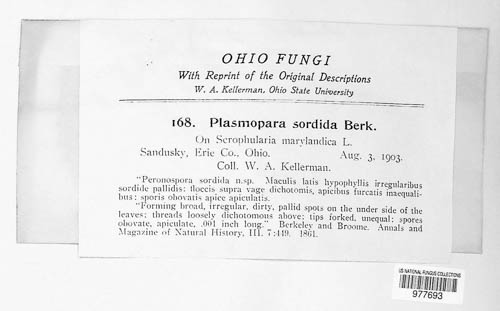 OHIO FUNGI
With Reprint of the Original Descriptions
W. A. Kellerman, Ohio State University
168. Plasmopara sordida Berk.
On Scrophularia marylandica L.
Sandusky, Erie Co., Ohio. Aug. 3, 1903.
Coll. W. A. Kellerman.
"Peronospora sordida n.sp. Maculis latis hypophyllis irregularibus
sordide pallidis: floccis supra vage dichotomis, apicibus furcatis inaequali-
bus: sporis obovatis apice apiculatis.
"Forming broad, irregular, dirty, pallid spots on the under side of the
leaves; threads loosely dichotomous above; tips forked, unequal; spores
obovate, apiculate, .001 inch long." Berkeley and Broome. Annals and
Magazine of Natural History, III. 7:449. 1861.
US NATIONAL FUNGUS COLLECTIONS
977693